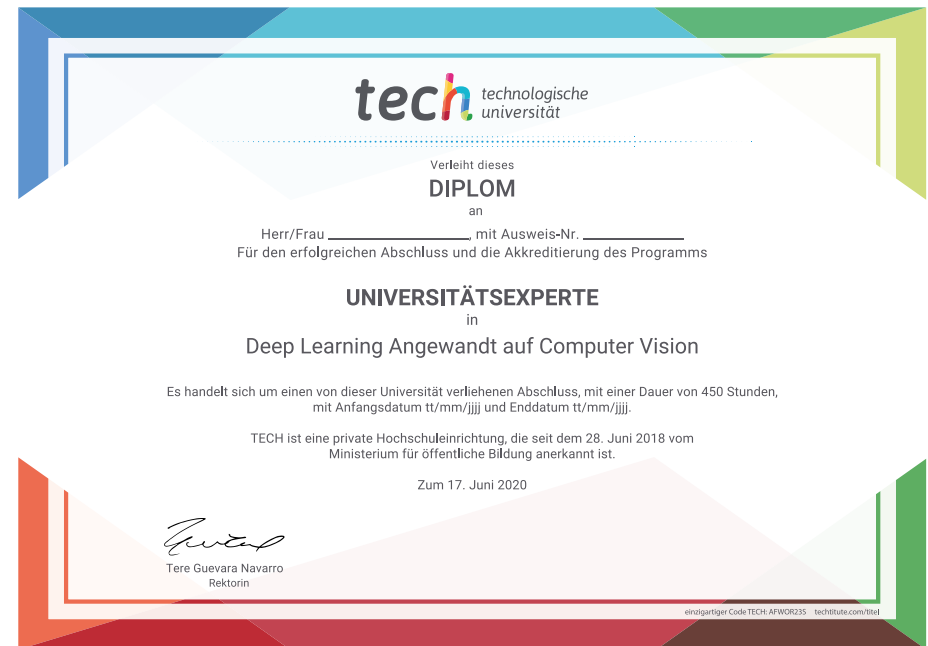 tech technologische
universität
Verleiht dieses
DIPLOM
an
Herr/Frau ____________________, mit Ausweis-Nr. ______________
Für den erfolgreichen Abschluss und die Akkreditierung des Programms
UNIVERSITÄTSEXPERTE
in
Deep Learning Angewandt auf Computer Vision
Es handelt sich um einen von dieser Universität verliehenen Abschluss, mit einer Dauer von 450 Stunden,
mit Anfangsdatum tt/mm/jjjj und Enddatum tt/mm/jjjj.
TECH ist eine private Hochschuleinrichtung, die seit dem 28. Juni 2018 vom
Ministerium für öffentliche Bildung anerkannt ist.
Zum 17. Juni 2020
Tere Guevara Navarro
Rektorin
einzigartiger Code TECH: AFWOR235 techtitute.com/titel